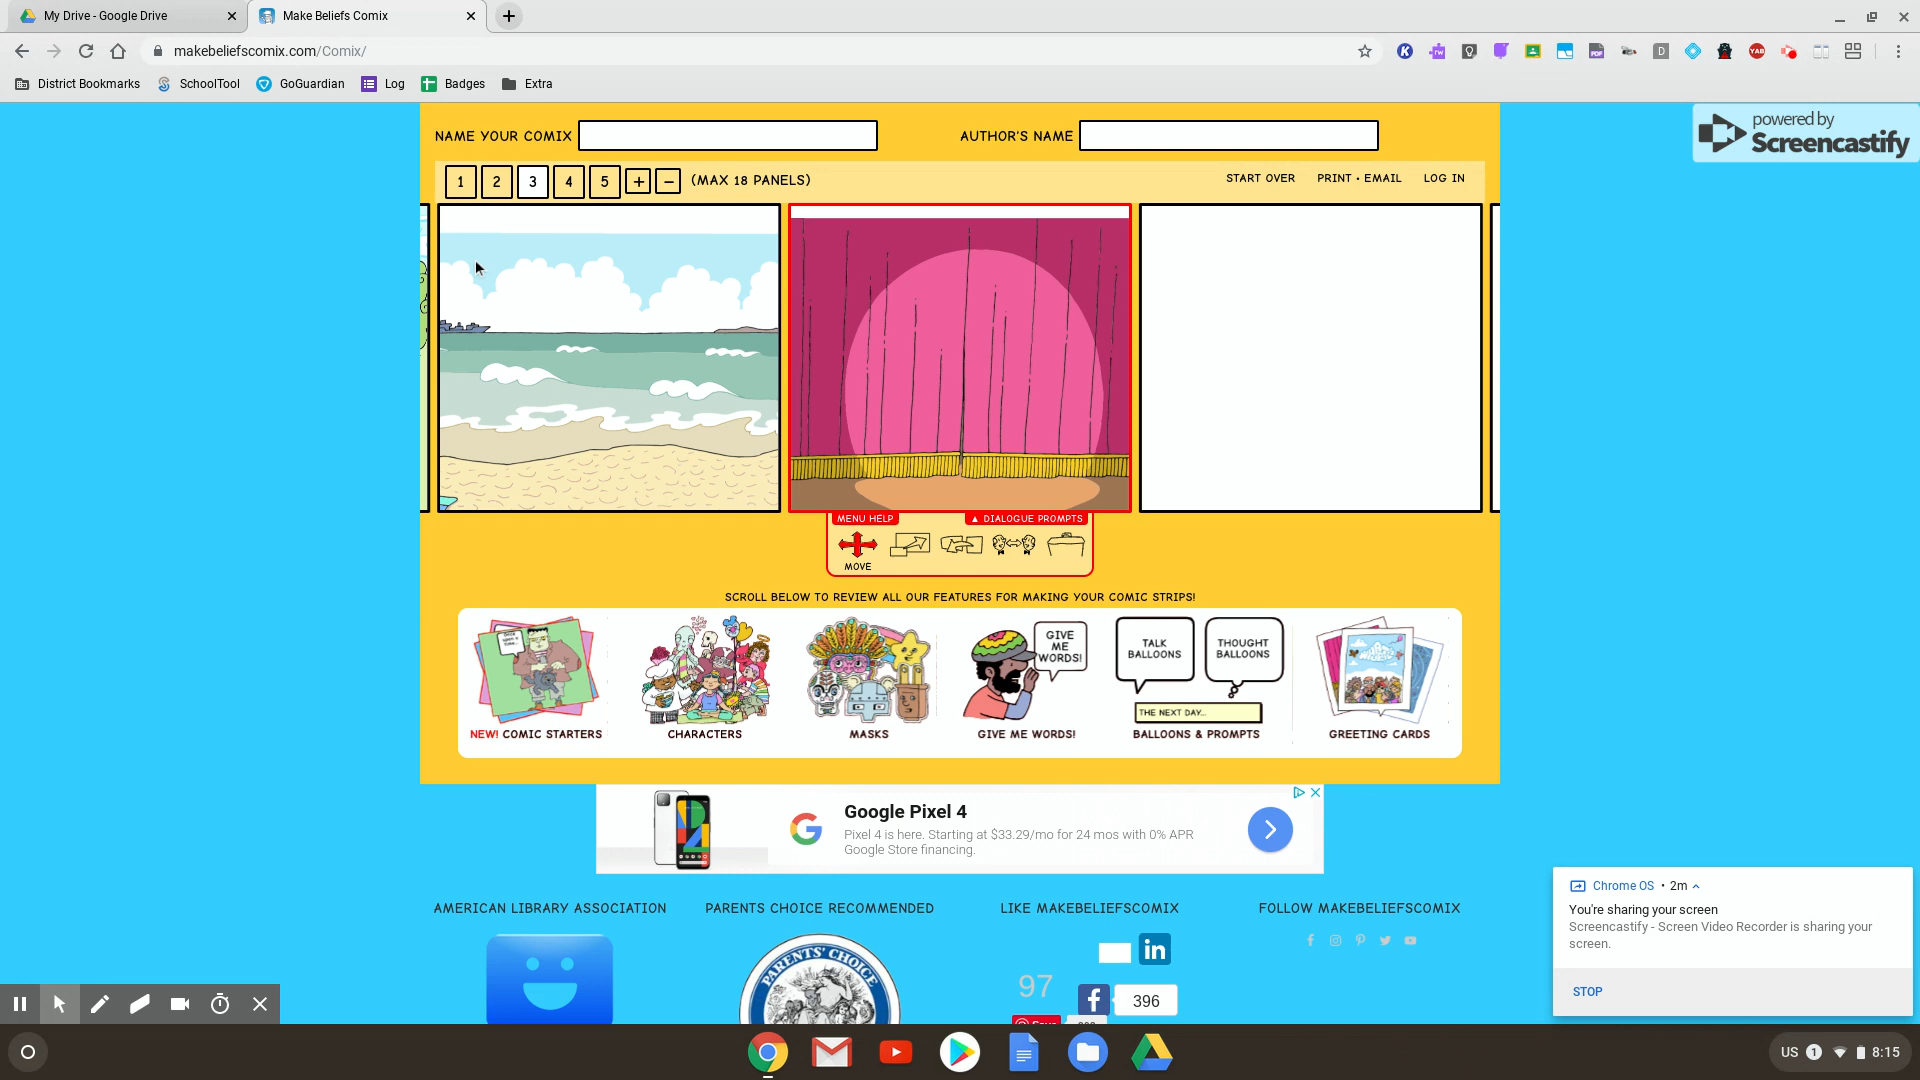 My Drive - Google Drive
Make Beliefs Comix
makebeliefscomix.com/Comix/
District Bookmarks
SchoolTool
GoGuardian
Log
Badges
Extra
powered by
Screencastify
NAME YOUR COMIX
AUTHOR'S NAME
1 2 3 4 5 + − (MAX 18 PANELS)
START OVER
PRINT • EMAIL
LOG IN
MENU HELP
▲ DIALOGUE PROMPTS
MOVE
SCROLL BELOW TO REVIEW ALL OUR FEATURES FOR MAKING YOUR COMIC STRIPS!
GIVE
ME
WORDS!
TALK
BALLOONS
THOUGHT
BALLOONS
THE NEXT DAY...
NEW! COMIC STARTERS
CHARACTERS
MASKS
GIVE ME WORDS!
BALLOONS & PROMPTS
GREETING CARDS
Google Pixel 4
Pixel 4 is here. Starting at $33.29/mo for 24 mos with 0% APR
Google Store financing.
Chrome OS • 2m
You're sharing your screen
Screencastify - Screen Video Recorder is sharing your
screen.
STOP
AMERICAN LIBRARY ASSOCIATION
PARENTS CHOICE RECOMMENDED
LIKE MAKEBELIEFSCOMIX
FOLLOW MAKEBELIEFSCOMIX
PARENTS' CHOICE
in
97
396
US 1 8:15